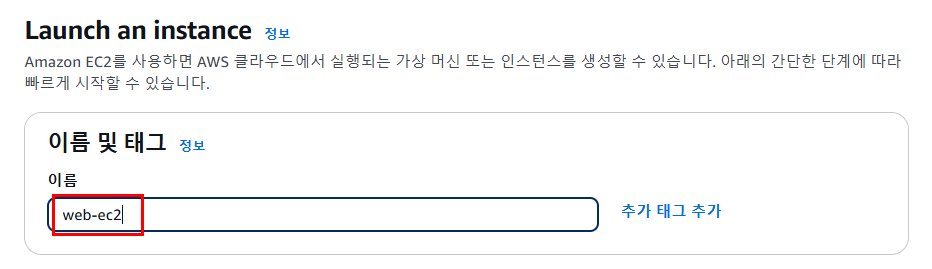 Launch an instance 정보
Amazon EC2를 사용하면 AWS 클라우드에서 실행되는 가상 머신 또는 인스턴스를 생성할 수 있습니다. 아래의 간단한 단계에 따라
빠르게 시작할 수 있습니다.
이름 및 태그 정보
이름
web-ec2 추가 태그 추가